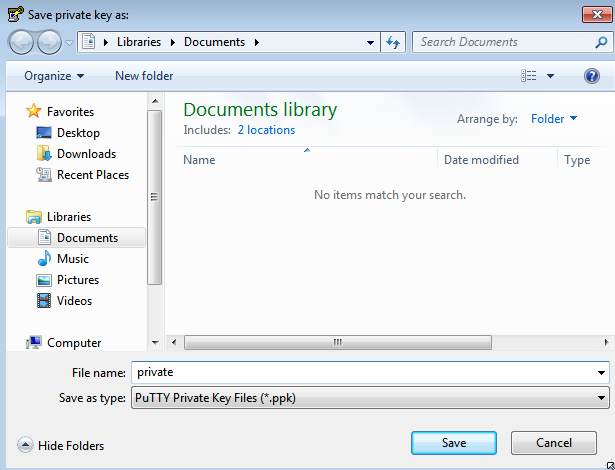 Save private key as:
Libraries Documents Search Documents
Organize New folder ?
Favorites
Desktop
Downloads
Recent Places
Libraries
Documents
Music
Pictures
Videos
Computer
Documents library
Includes: 2 locations
Arrange by: Folder
Name Date modified Type
No items match your search.
File name: private
Save as type: PuTTY Private Key Files (*.ppk)
Hide Folders Save Cancel